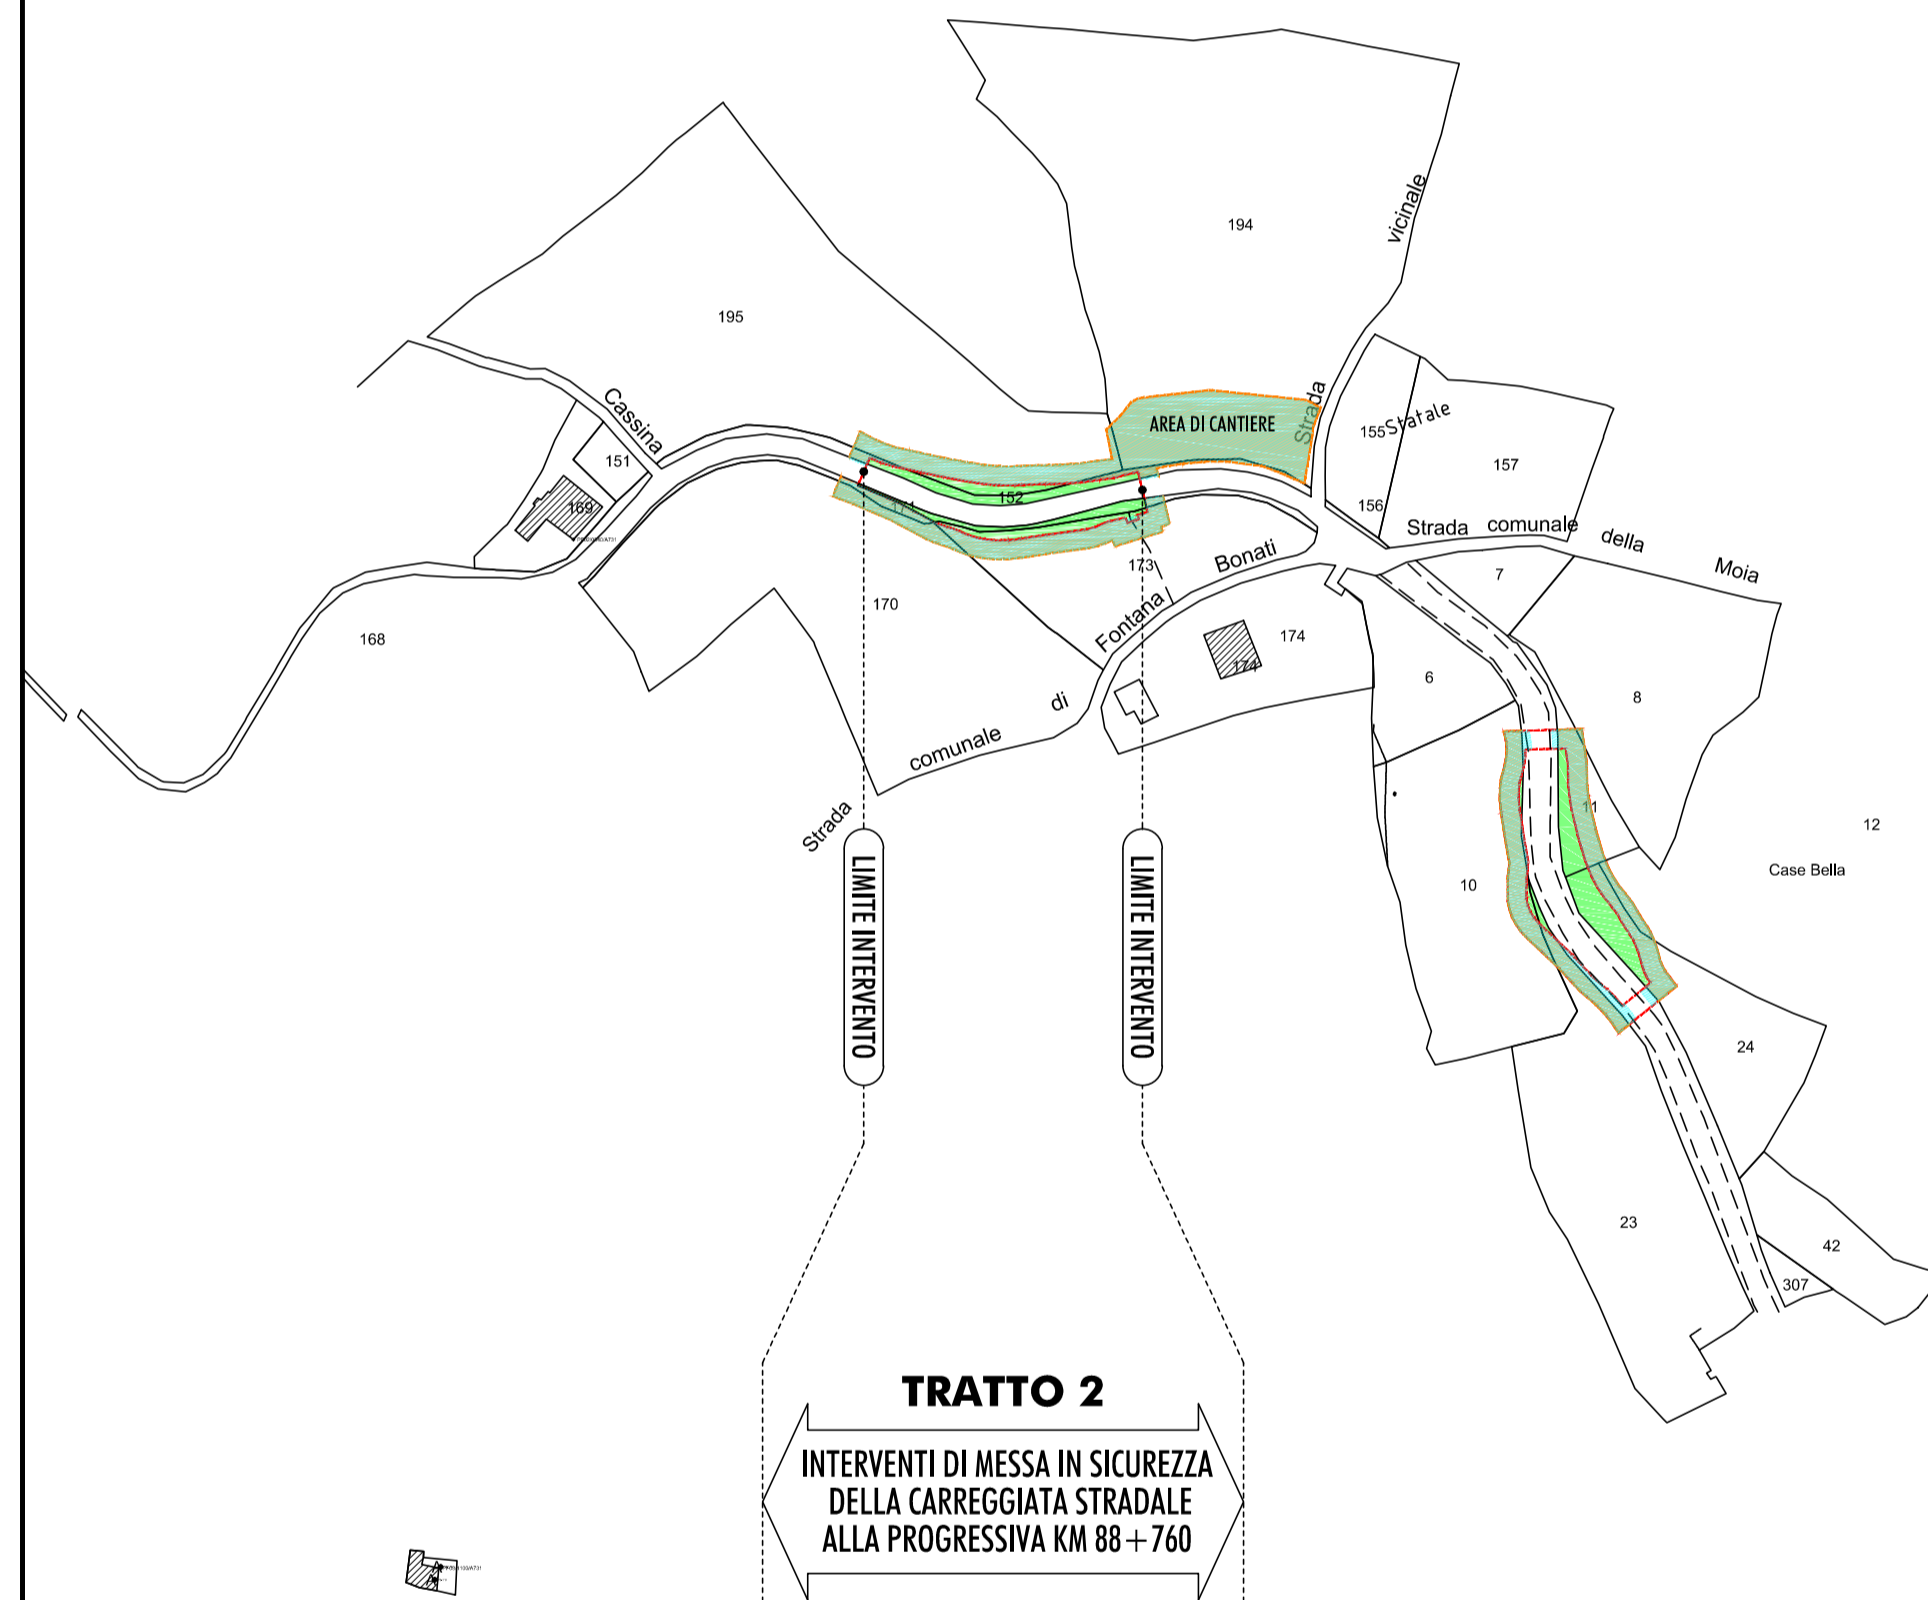 194
vicinale
195
Cassina
Strada
AREA DI CANTIERE
155
Statale
157
151
152
171
169
156
Strada comunale della Moia
173
7
Bonati
170
Fontana
174
168
174
6
8
di
comunale
Strada
11
12
Case Bella
10
LIMITE INTERVENTO
LIMITE INTERVENTO
24
23
42
307
TRATTO 2
INTERVENTI DI MESSA IN SICUREZZA
DELLA CARREGGIATA STRADALE
ALLA PROGRESSIVA KM 88+760